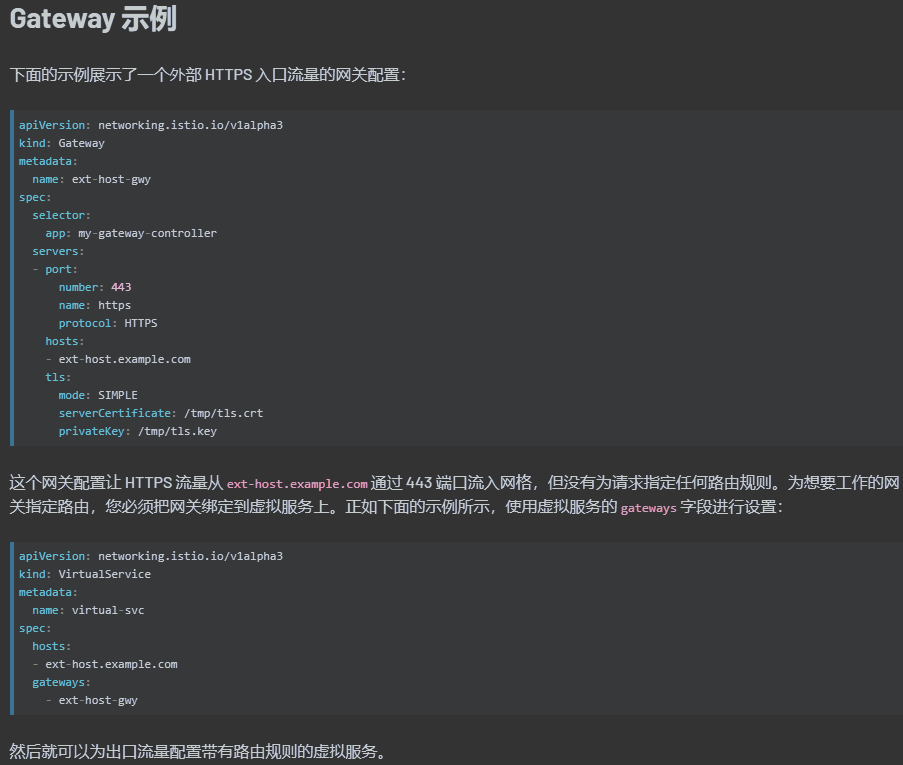 Gateway 示例
下面的示例展示了一个外部 HTTPS 入口流量的网关配置：
apiVersion: networking.istio.io/v1alpha3
kind: Gateway
metadata:
  name: ext-host-gwy
spec:
  selector:
    app: my-gateway-controller
  servers:
  - port:
      number: 443
      name: https
      protocol: HTTPS
    hosts:
    - ext-host.example.com
    tls:
      mode: SIMPLE
      serverCertificate: /tmp/tls.crt
      privateKey: /tmp/tls.key
这个网关配置让 HTTPS 流量从 ext-host.example.com 通过 443 端口流入网格，但没有为请求指定任何路由规则。为想要工作的网
关指定路由，您必须把网关绑定到虚拟服务上。正如下面的示例所示，使用虚拟服务的 gateways 字段进行设置：
apiVersion: networking.istio.io/v1alpha3
kind: VirtualService
metadata:
  name: virtual-svc
spec:
  hosts:
  - ext-host.example.com
  gateways:
    - ext-host-gwy
然后就可以为出口流量配置带有路由规则的虚拟服务。